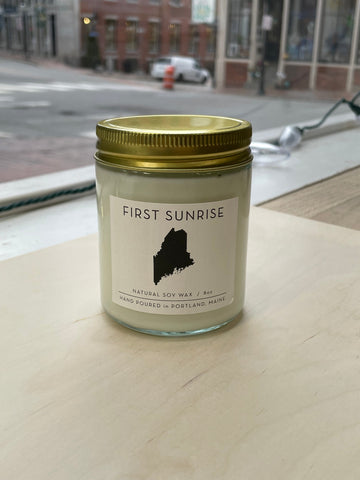 FIRST SUNRISE
NATURAL SOY WAX / 8oz
HAND POURED in PORTLAND, MAINE